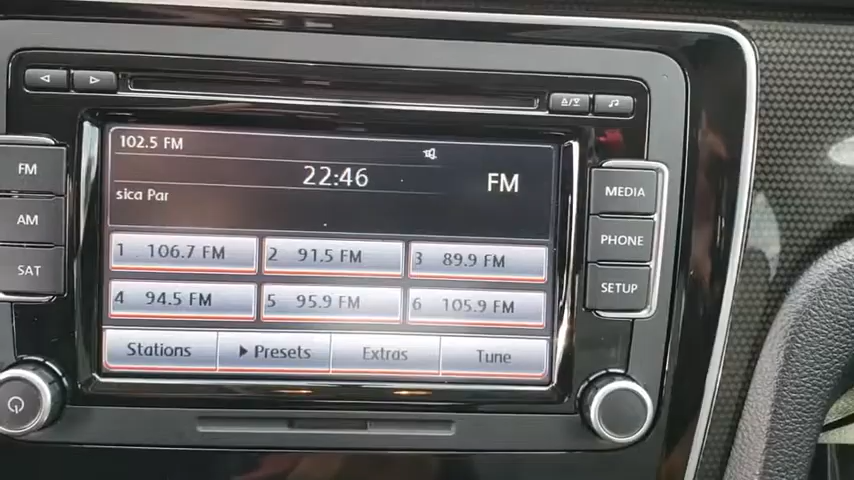 102.5 FM
22:46
FM
sica Par
1 106.7 FM
2 91.5 FM
3 89.9 FM
4 94.5 FM
5 95.9 FM
6 105.9 FM
Stations
Presets
Extras
Tune
FM
AM
SAT
MEDIA
PHONE
SETUP